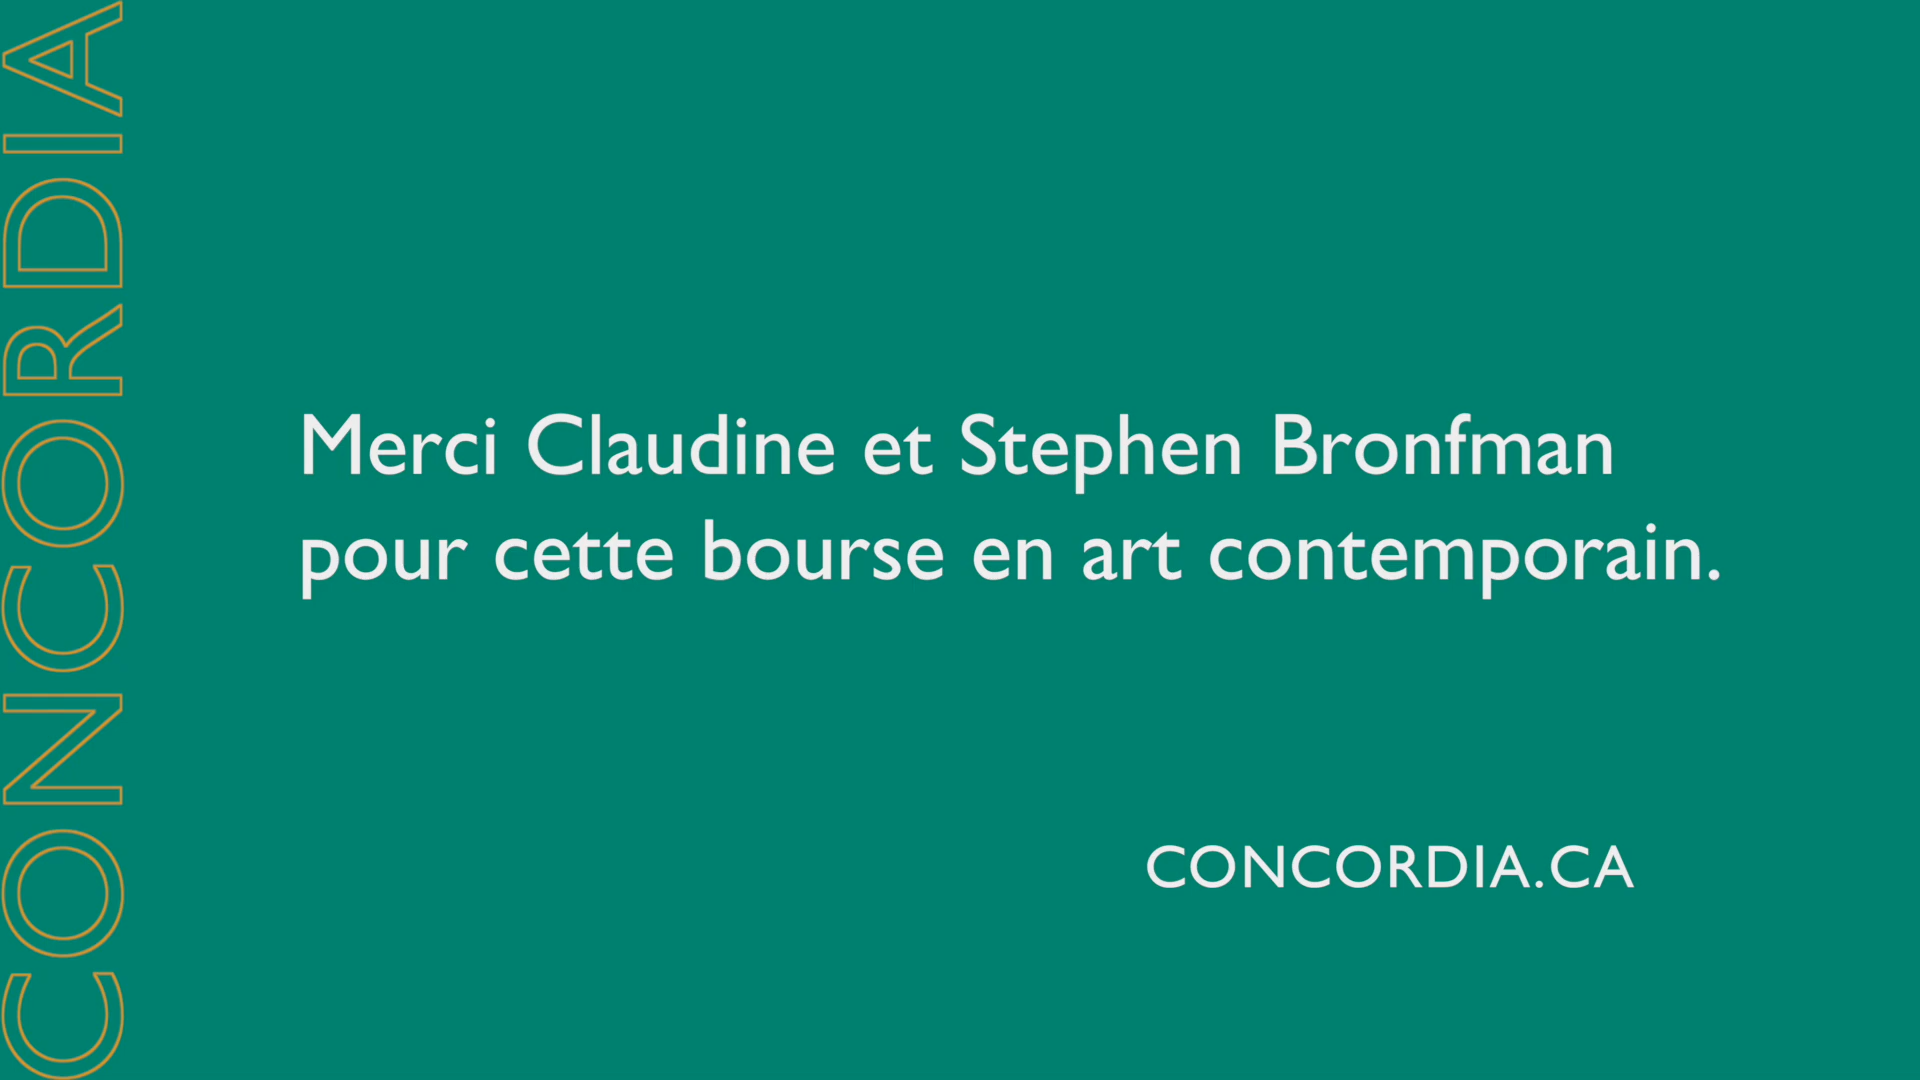 CONCORDIA
Merci Claudine et Stephen Bronfman
pour cette bourse en art contemporain.
CONCORDIA.CA